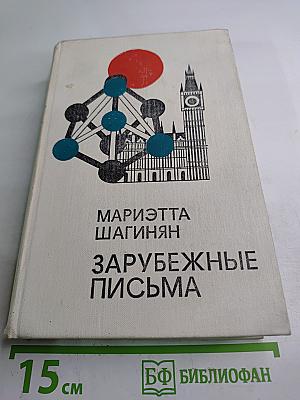 МАРИЭТТА
ШАГИНЯН
ЗАРУБЕЖНЫЕ
ПИСЬМА
15 см
БФ БИБЛИОФАН